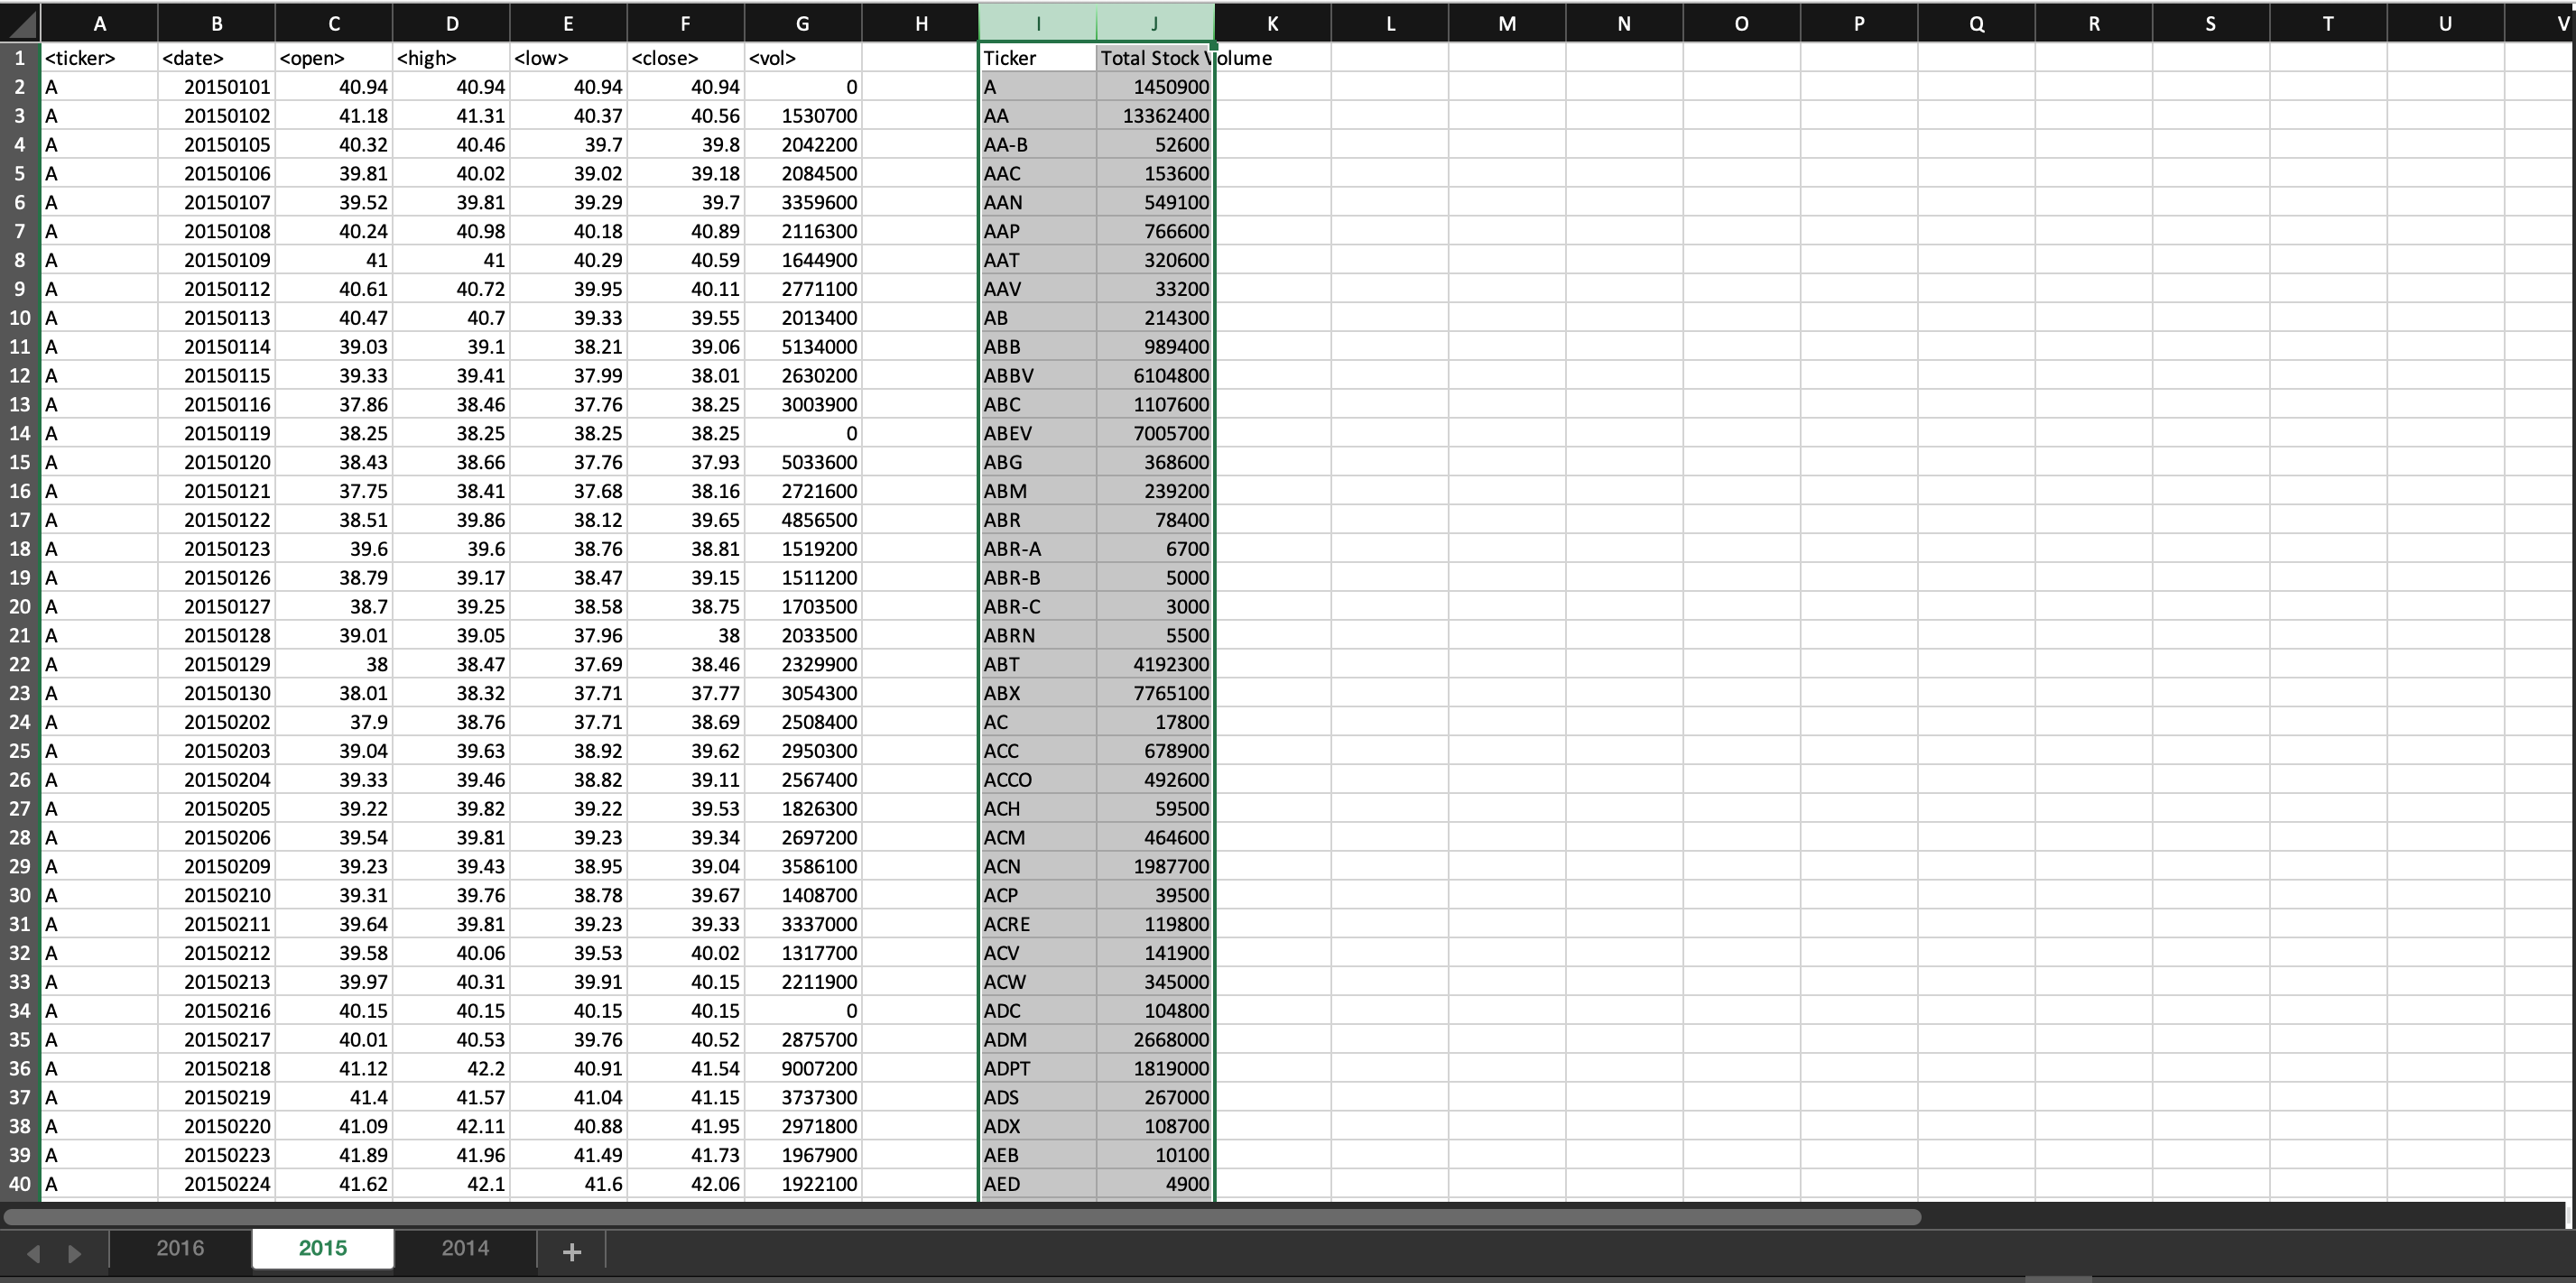 A B C D E F G H I J K L M N O P Q R S T U V
1 <ticker> <date> <open> <high> <low> <close> <vol> Ticker Total Stock Volume
2 A 20150101 40.94 40.94 40.94 40.94 0 A 1450900
3 A 20150102 41.18 41.31 40.37 40.56 1530700 AA 13362400
4 A 20150105 40.32 40.46 39.7 39.8 2042200 AA-B 52600
5 A 20150106 39.81 40.02 39.02 39.18 2084500 AAC 153600
6 A 20150107 39.52 39.81 39.29 39.7 3359600 AAN 549100
7 A 20150108 40.24 40.98 40.18 40.89 2116300 AAP 766600
8 A 20150109 41 41 40.29 40.59 1644900 AAT 320600
9 A 20150112 40.61 40.72 39.95 40.11 2771100 AAV 33200
10 A 20150113 40.47 40.7 39.33 39.55 2013400 AB 214300
11 A 20150114 39.03 39.1 38.21 39.06 5134000 ABB 989400
12 A 20150115 39.33 39.41 37.99 38.01 2630200 ABBV 6104800
13 A 20150116 37.86 38.46 37.76 38.25 3003900 ABC 1107600
14 A 20150119 38.25 38.25 38.25 38.25 0 ABEV 7005700
15 A 20150120 38.43 38.66 37.76 37.93 5033600 ABG 368600
16 A 20150121 37.75 38.41 37.68 38.16 2721600 ABM 239200
17 A 20150122 38.51 39.86 38.12 39.65 4856500 ABR 78400
18 A 20150123 39.6 39.6 38.76 38.81 1519200 ABR-A 6700
19 A 20150126 38.79 39.17 38.47 39.15 1511200 ABR-B 5000
20 A 20150127 38.7 39.25 38.58 38.75 1703500 ABR-C 3000
21 A 20150128 39.01 39.05 37.96 38 2033500 ABRN 5500
22 A 20150129 38 38.47 37.69 38.46 2329900 ABT 4192300
23 A 20150130 38.01 38.32 37.71 37.77 3054300 ABX 7765100
24 A 20150202 37.9 38.76 37.71 38.69 2508400 AC 17800
25 A 20150203 39.04 39.63 38.92 39.62 2950300 ACC 678900
26 A 20150204 39.33 39.46 38.82 39.11 2567400 ACCO 492600
27 A 20150205 39.22 39.82 39.22 39.53 1826300 ACH 59500
28 A 20150206 39.54 39.81 39.23 39.34 2697200 ACM 464600
29 A 20150209 39.23 39.43 38.95 39.04 3586100 ACN 1987700
30 A 20150210 39.31 39.76 38.78 39.67 1408700 ACP 39500
31 A 20150211 39.64 39.81 39.23 39.33 3337000 ACRE 119800
32 A 20150212 39.58 40.06 39.53 40.02 1317700 ACV 141900
33 A 20150213 39.97 40.31 39.91 40.15 2211900 ACW 345000
34 A 20150216 40.15 40.15 40.15 40.15 0 ADC 104800
35 A 20150217 40.01 40.53 39.76 40.52 2875700 ADM 2668000
36 A 20150218 41.12 42.2 40.91 41.54 9007200 ADPT 1819000
37 A 20150219 41.4 41.57 41.04 41.15 3737300 ADS 267000
38 A 20150220 41.09 42.11 40.88 41.95 2971800 ADX 108700
39 A 20150223 41.89 41.96 41.49 41.73 1967900 AEB 10100
40 A 20150224 41.62 42.1 41.6 42.06 1922100 AED 4900
2016 2015 2014 +